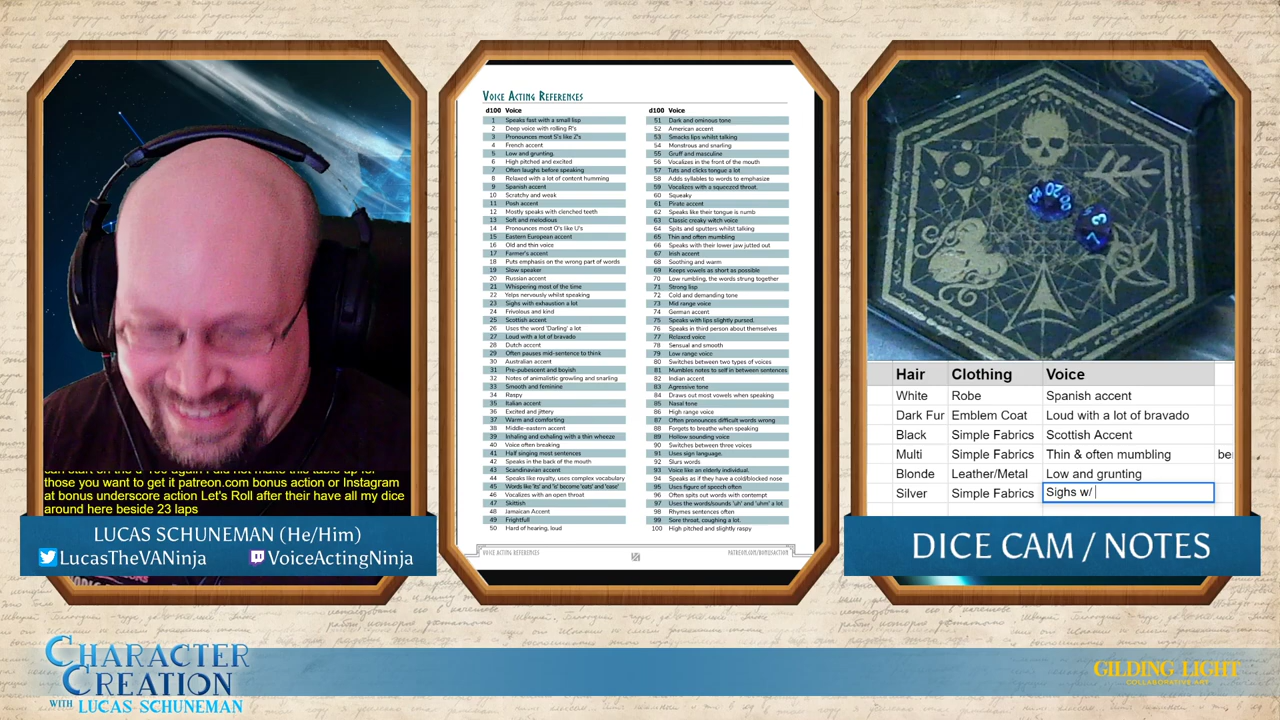 can start on the d 100 again I did not make this table up for
those you want to get it patreon.com bonus action or Instagram
at bonus underscore action Let's Roll after their have all my dice
around here beside 23 laps
LUCAS SCHUNEMAN (He/Him)
LucasTheVANinja
VoiceActingNinja
VOICE ACTING REFERENCES
d100 Voice
1 Speaks fast with a small lisp
2 Deep voice with rolling R's
3 Pronounces most S's like Z's
4 French accent
5 Low and grunting.
6 High pitched and excited
7 Often laughs before speaking
8 Relaxed with a lot of content humming
9 Spanish accent
10 Scratchy and weak
11 Posh accent
12 Mostly speaks with clenched teeth
13 Soft and melodious
14 Pronounces most O's like U's
15 Eastern European accent
16 Old and thin voice
17 Farmer's accent
18 Puts emphasis on the wrong part of words
19 Slow speaker
20 Russian accent
21 Whispering most of the time
22 Yelps nervously whilst speaking
23 Sighs with exhaustion a lot
24 Frivolous and kind
25 Scottish accent
26 Uses the word 'Darling' a lot
27 Loud with a lot of bravado
28 Dutch accent
29 Often pauses mid-sentence to think
30 Australian accent
31 Pre-pubescent and boyish
32 Notes of animalistic growling and snarling
33 Smooth and feminine
34 Raspy
35 Italian accent
36 Excited and jittery
37 Warm and comforting
38 Middle-eastern accent
39 Inhaling and exhaling with a thin wheeze
40 Voice often breaking
41 Half singing most sentences
42 Speaks in the back of the mouth
43 Scandinavian accent
44 Speaks like royalty, uses complex vocabulary
45 Words like 'its' and 'is' become 'eats' and 'ease'
46 Vocalizes with an open throat
47 Skittish
48 Jamaican Accent
49 Frightfull
50 Hard of hearing, loud
d100 Voice
51 Dark and ominous tone
52 American accent
53 Smacks lips whilst talking
54 Monstrous and snarling
55 Gruff and masculine
56 Vocalizes in the front of the mouth
57 Tuts and clicks tongue a lot
58 Adds syllables to words to emphasize
59 Vocalizes with a squeezed throat.
60 Squeaky
61 Pirate accent
62 Speaks like their tongue is numb
63 Classic creaky witch voice
64 Spits and sputters whilst talking
65 Thin and often mumbling
66 Speaks with their lower jaw jutted out
67 Irish accent
68 Soothing and warm
69 Keeps vowels as short as possible
70 Low rumbling, the words strung together
71 Strong lisp
72 Cold and demanding tone
73 Mid range voice
74 German accent
75 Speaks with lips slightly pursed.
76 Speaks in third person about themselves
77 Relaxed voice
78 Sensual and smooth
79 Low range voice
80 Switches between two types of voices
81 Mumbles notes to self in between sentences
82 Indian accent
83 Agressive tone
84 Draws out most vowels when speaking
85 Nasal tone
86 High range voice
87 Often pronounces difficult words wrong
88 Forgets to breathe when speaking
89 Hollow sounding voice
90 Switches between three voices
91 Uses sign language.
92 Slurs words
93 Voice like an elderly individual.
94 Speaks as if they have a cold/blocked nose
95 Uses figure of speech often
96 Often spits out words with contempt
97 Uses the words/sounds 'uh' and 'uhm' a lot
98 Rhymes sentences often
99 Sore throat, coughing a lot.
100 High pitched and slightly raspy
VOICE ACTING REFERENCES
PATREON.COM/BONUSACTION
20
Hair Clothing Voice
White Robe Spanish accent
Dark Fur Emblem Coat Loud with a lot of bravado
Black Simple Fabrics Scottish Accent
Multi Simple Fabrics Thin & often mumbling bei
Blonde Leather/Metal Low and grunting
Silver Simple Fabrics Sighs w/
DICE CAM / NOTES
CHARACTER
CREATION
WITH LUCAS SCHUNEMAN
GILDING LIGHT
COLLABORATIVE ART